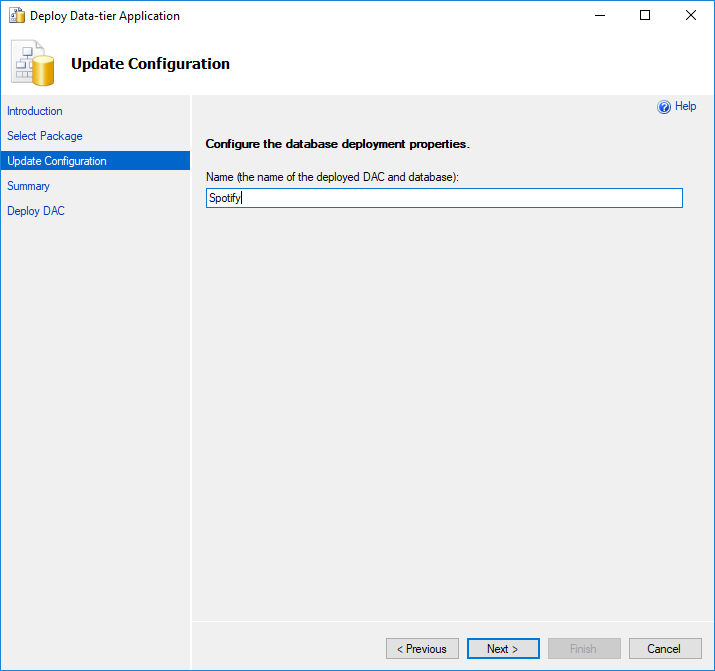 Deploy Data-tier Application
Update Configuration
Introduction
Select Package
Update Configuration
Summary
Deploy DAC
Help
Configure the database deployment properties.
Name (the name of the deployed DAC and database):
Spotify
< Previous
Next >
Finish
Cancel